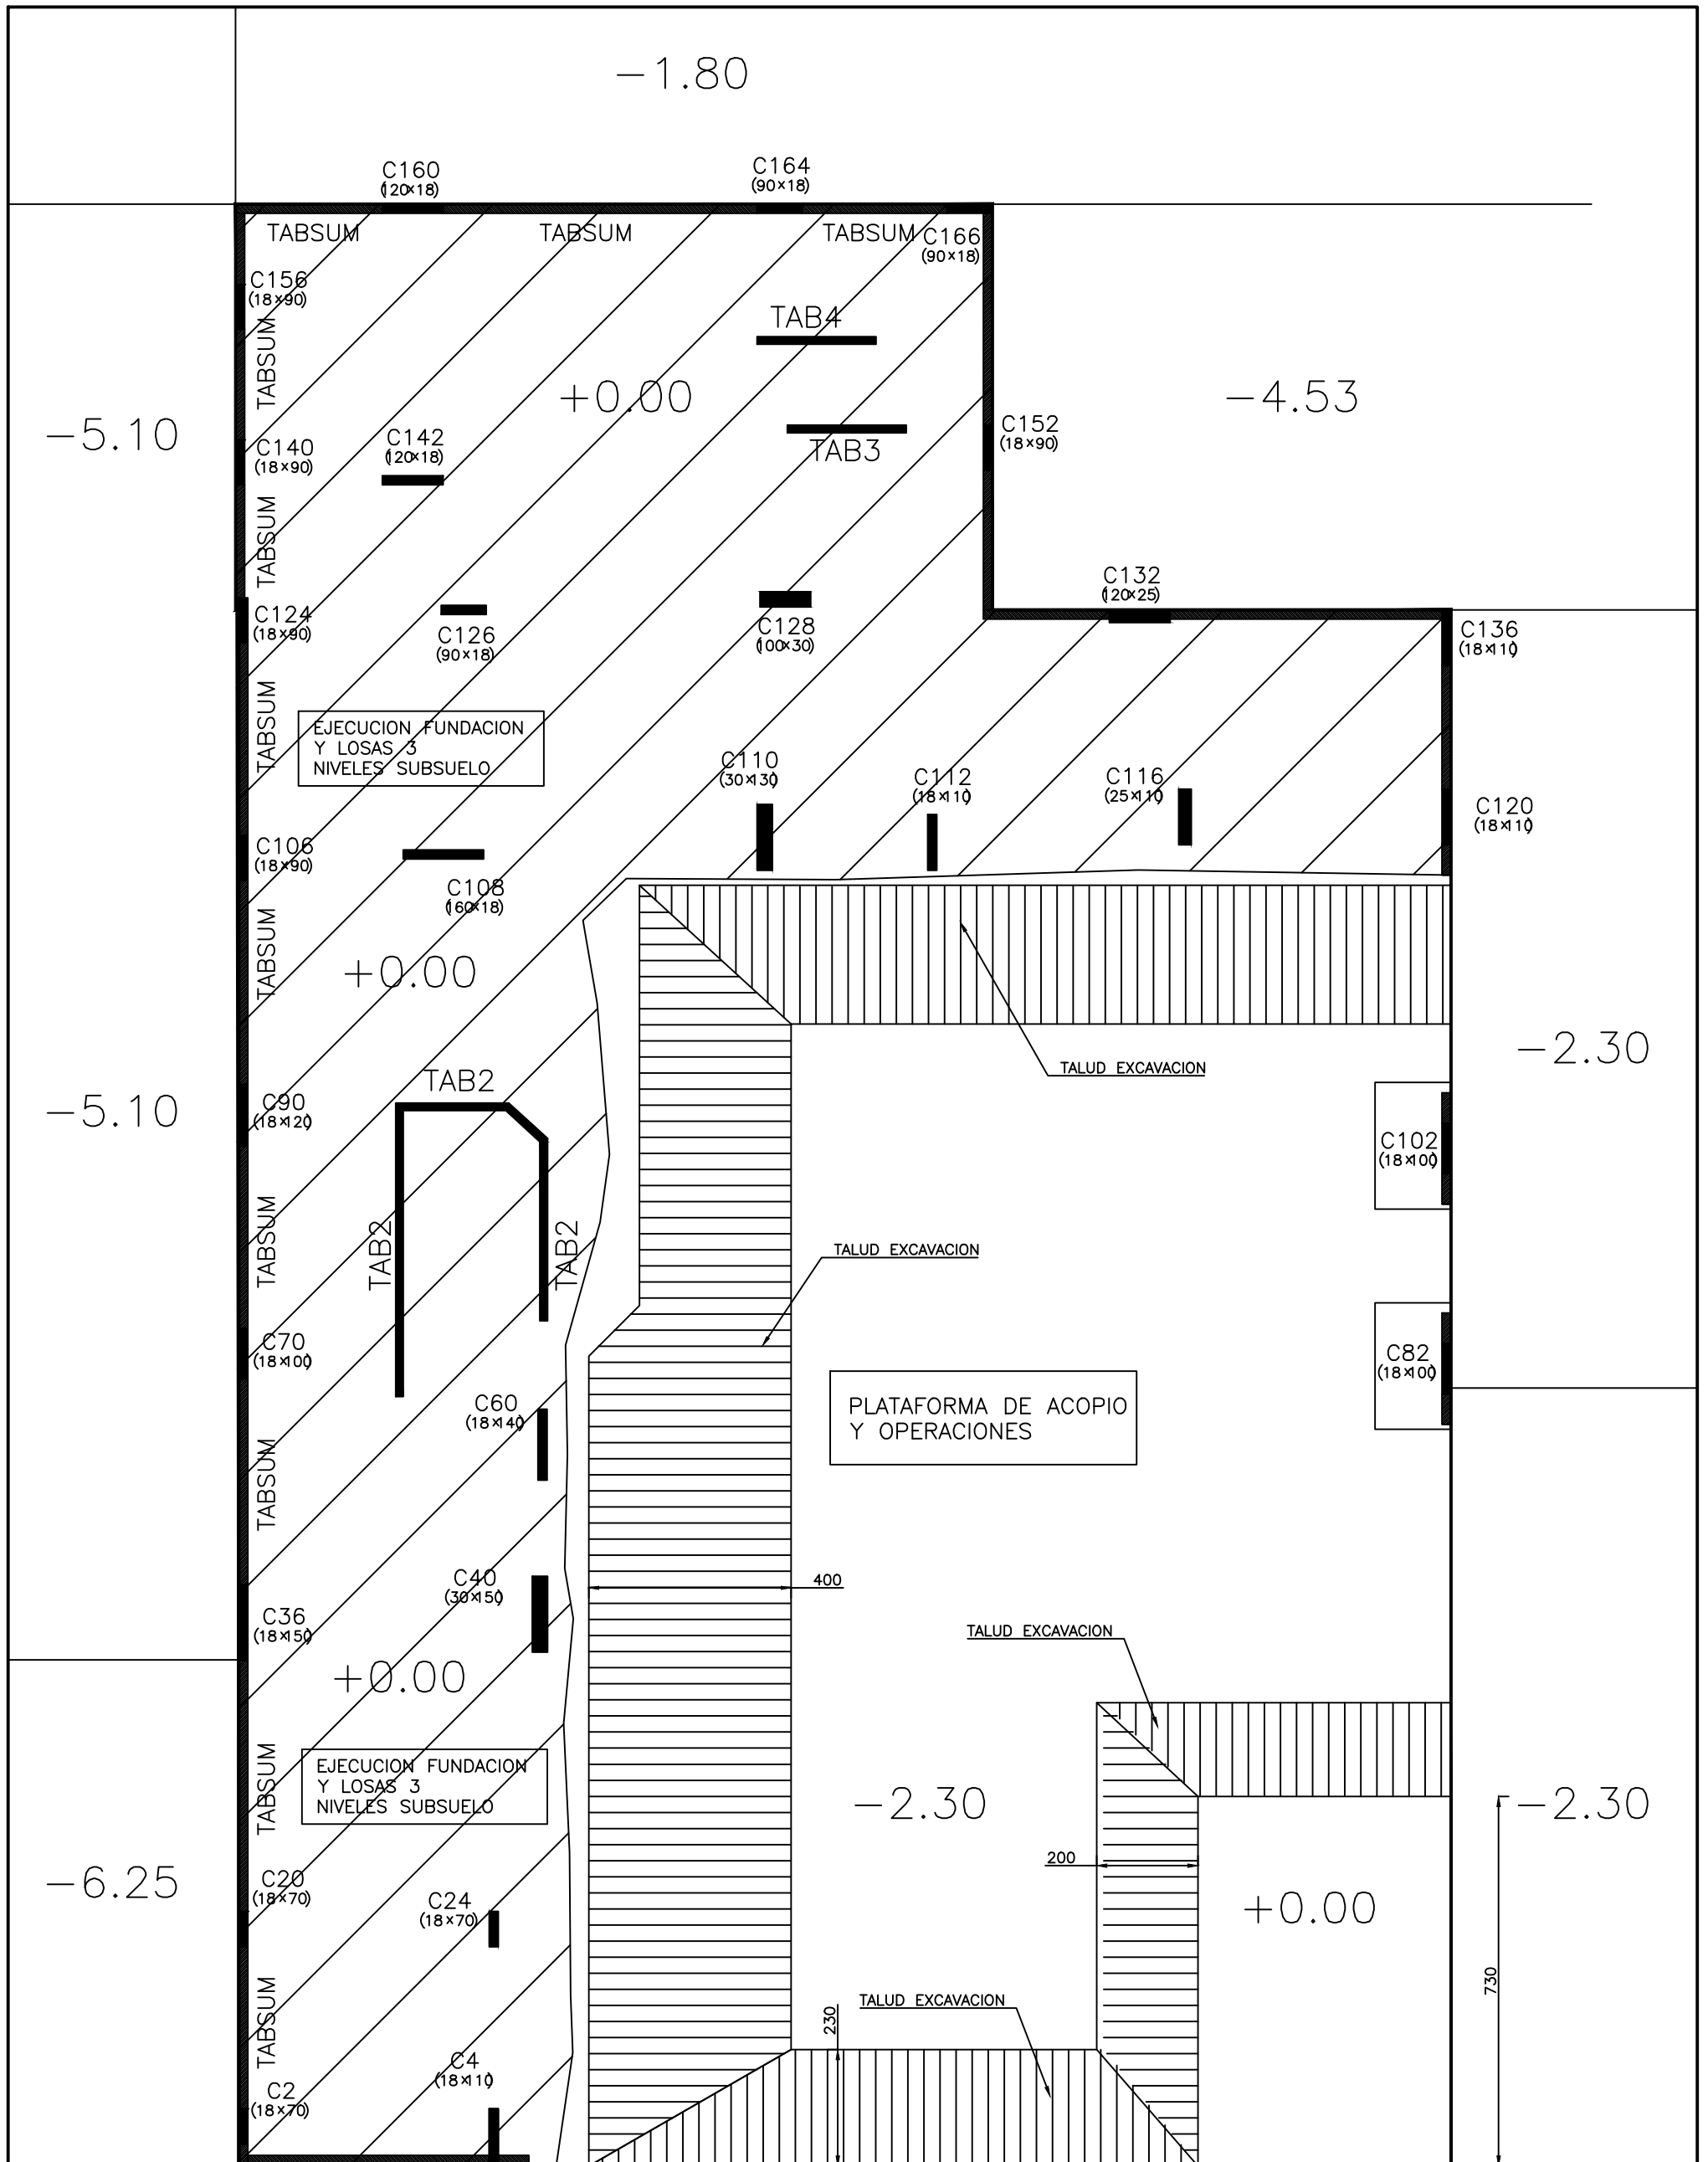 -1.80
C160
(120x18)
C164
(90x18)
TABSUM
TABSUM
TABSUM
C166
(90x18)
C156
(18x90)
TABSUM
TAB4
+0.00
-4.53
-5.10
C140
(18x90)
C142
(120x18)
TAB3
C152
(18x90)
TABSUM
C132
(120x25)
C124
(18x90)
C126
(90x18)
C128
(100x30)
C136
(18x110)
TABSUM
EJECUCION FUNDACION
Y LOSAS 3
NIVELES SUBSUELO
C110
(30x130)
C112
(18x110)
C116
(25x110)
C120
(18x110)
C106
(18x90)
C108
(160x18)
TABSUM
+0.00
TALUD EXCAVACION
-2.30
-5.10
C90
(18x120)
TAB2
C102
(18x100)
TABSUM
TAB2
TAB2
TALUD EXCAVACION
C70
(18x100)
C82
(18x100)
C60
(18x140)
PLATAFORMA DE ACOPIO
Y OPERACIONES
TABSUM
C40
(30x150)
400
C36
(18x150)
TALUD EXCAVACION
+0.00
EJECUCION FUNDACION
Y LOSAS 3
NIVELES SUBSUELO
TABSUM
-2.30
-2.30
-6.25
C20
(18x70)
C24
(18x70)
200
+0.00
730
TABSUM
TALUD EXCAVACION
230
C4
(18x110)
C2
(18x70)